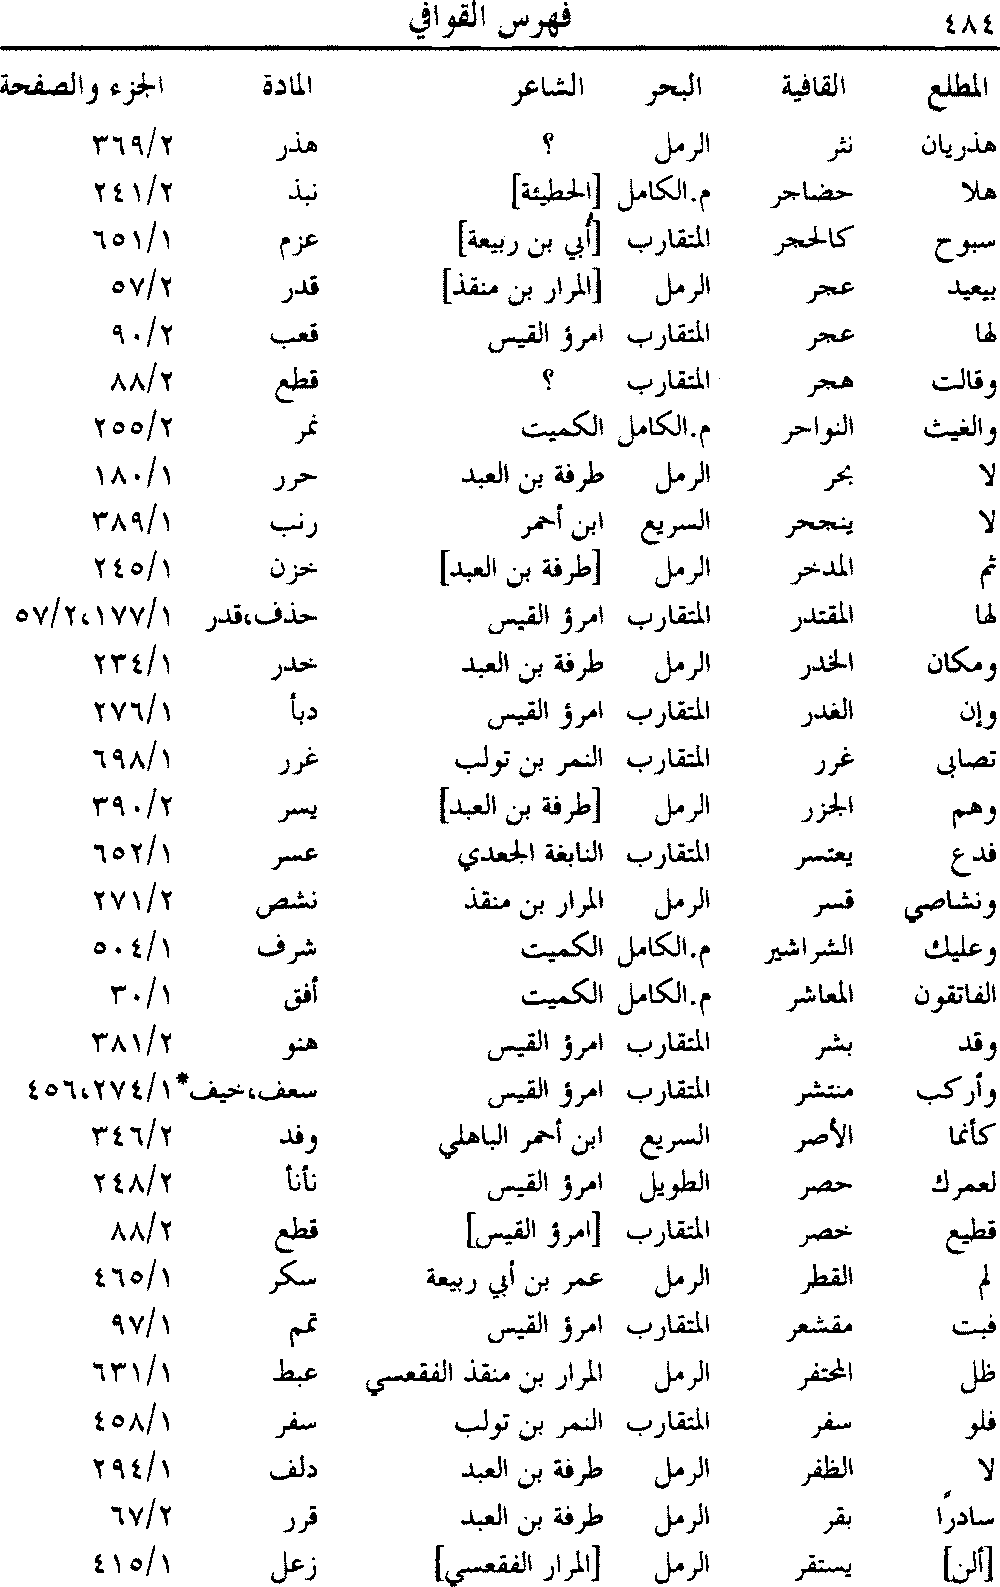 ٤٨٤ فهرس القوافي
المطلع القافية البحر الشاعر المادة الجزء والصفحة
هذريان نثر الرمل ؟ هذر ٣٦٩/٢
هلا حضاجر م.الكامل [الحطيئة] نبذ ٢٤١/٢
سبوح كالحجر المتقارب [أبي بن ربيعة] عزم ٦٥١/١
ببعيد عجر الرمل [المرار بن منقذ] قدر ٥٧/٢
لها عجر المتقارب امرؤ القيس قعب ٩٠/٢
وقالت هجر المتقارب ؟ قطع ٨٨/٢
والغيث النواحر م.الكامل الكميت نمر ٢٥٥/٢
لا بحر الرمل طرفة بن العبد حرر ١٨٠/١
لا ينجحر السريع ابن أحمر رنب ٣٨٩/١
ثم المدخر الرمل [طرفة بن العبد] خزن ٢٤٥/١
لها المقتدر المتقارب امرؤ القيس حذف،قدر ٥٧/٢،١٧٧/١
ومكان الخدر الرمل طرفة بن العبد خدر ٢٣٤/١
وإن الغدر المتقارب امرؤ القيس دبأ ٢٧٦/١
تصابى غرر المتقارب النمر بن تولب غرر ٦٩٨/١
وهم الجزر الرمل [طرفة بن العبد] يسر ٣٩٠/٢
فدع يعتسر المتقارب النابغة الجعدي عسر ٦٥٢/١
ونشاصي قسر الرمل المرار بن منقذ نشص ٢٧١/٢
وعليك الشراشير م.الكامل الكميت شرف ٥٠٤/١
الفاتقون المعاشر م.الكامل الكميت أفق ٣٠/١
وقد بشر المتقارب امرؤ القيس هنو ٣٨١/٢
وأركب منتشر المتقارب امرؤ القيس سعف،خيف* ٤٥٦،٢٧٤/١
كأنما الأصر السريع ابن أحمر الباهلي وفد ٣٤٦/٢
لعمرك حصر الطويل امرؤ القيس نأنأ ٢٤٨/٢
قطيع خصر المتقارب [امرؤ القيس] قطع ٨٨/٢
لم القطر الرمل عمر بن أبي ربيعة سكر ٤٦٥/١
فبت مقشعر المتقارب امرؤ القيس تمم ٩٧/١
ظل المحتفر الرمل المرار بن منقذ الفقعسي عبط ٦٣١/١
فلو سفر المتقارب النمر بن تولب سفر ٤٥٨/١
لا الظفر الرمل طرفة بن العبد دلف ٢٩٤/١
سادرًا بقر الرمل طرفة بن العبد قرر ٦٧/٢
[ألن] يستقر الرمل [المرار الفقعسي] زعل ٤١٥/١